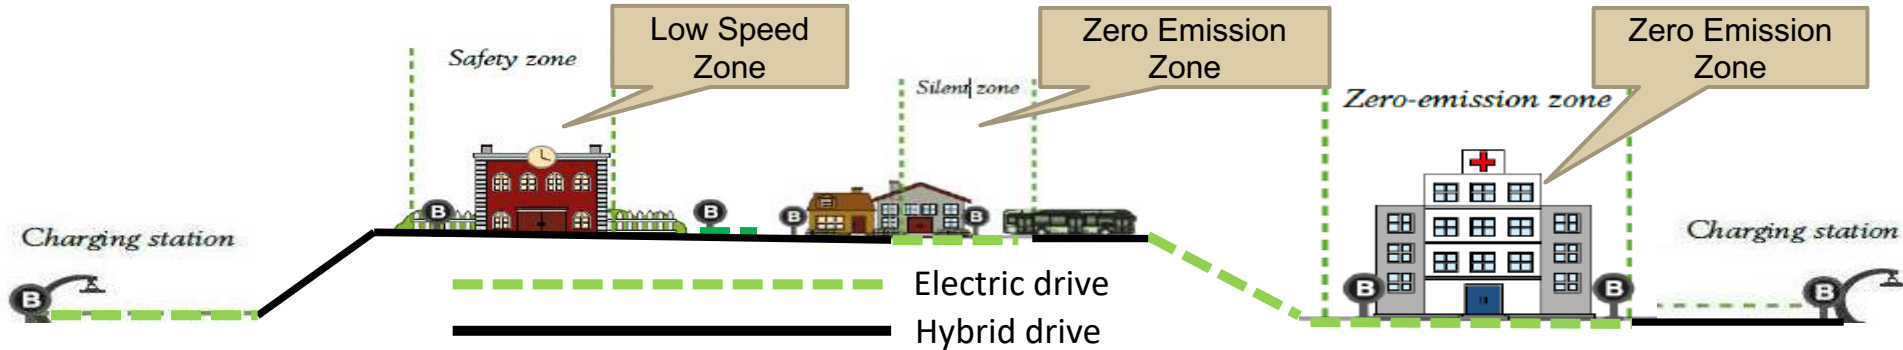 Low Speed
Zone
Zero Emission
Zone
Zero Emission
Zone
Safety zone
Silent zone
Zero-emission zone
Charging station
Charging station
B
B
B
B
B
B
B
B
Electric drive
Hybrid drive